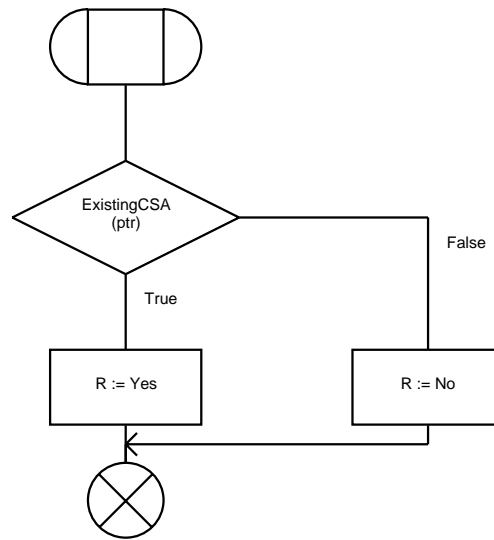 ExistingCSA
(ptr)
False
True
R := Yes
R := No